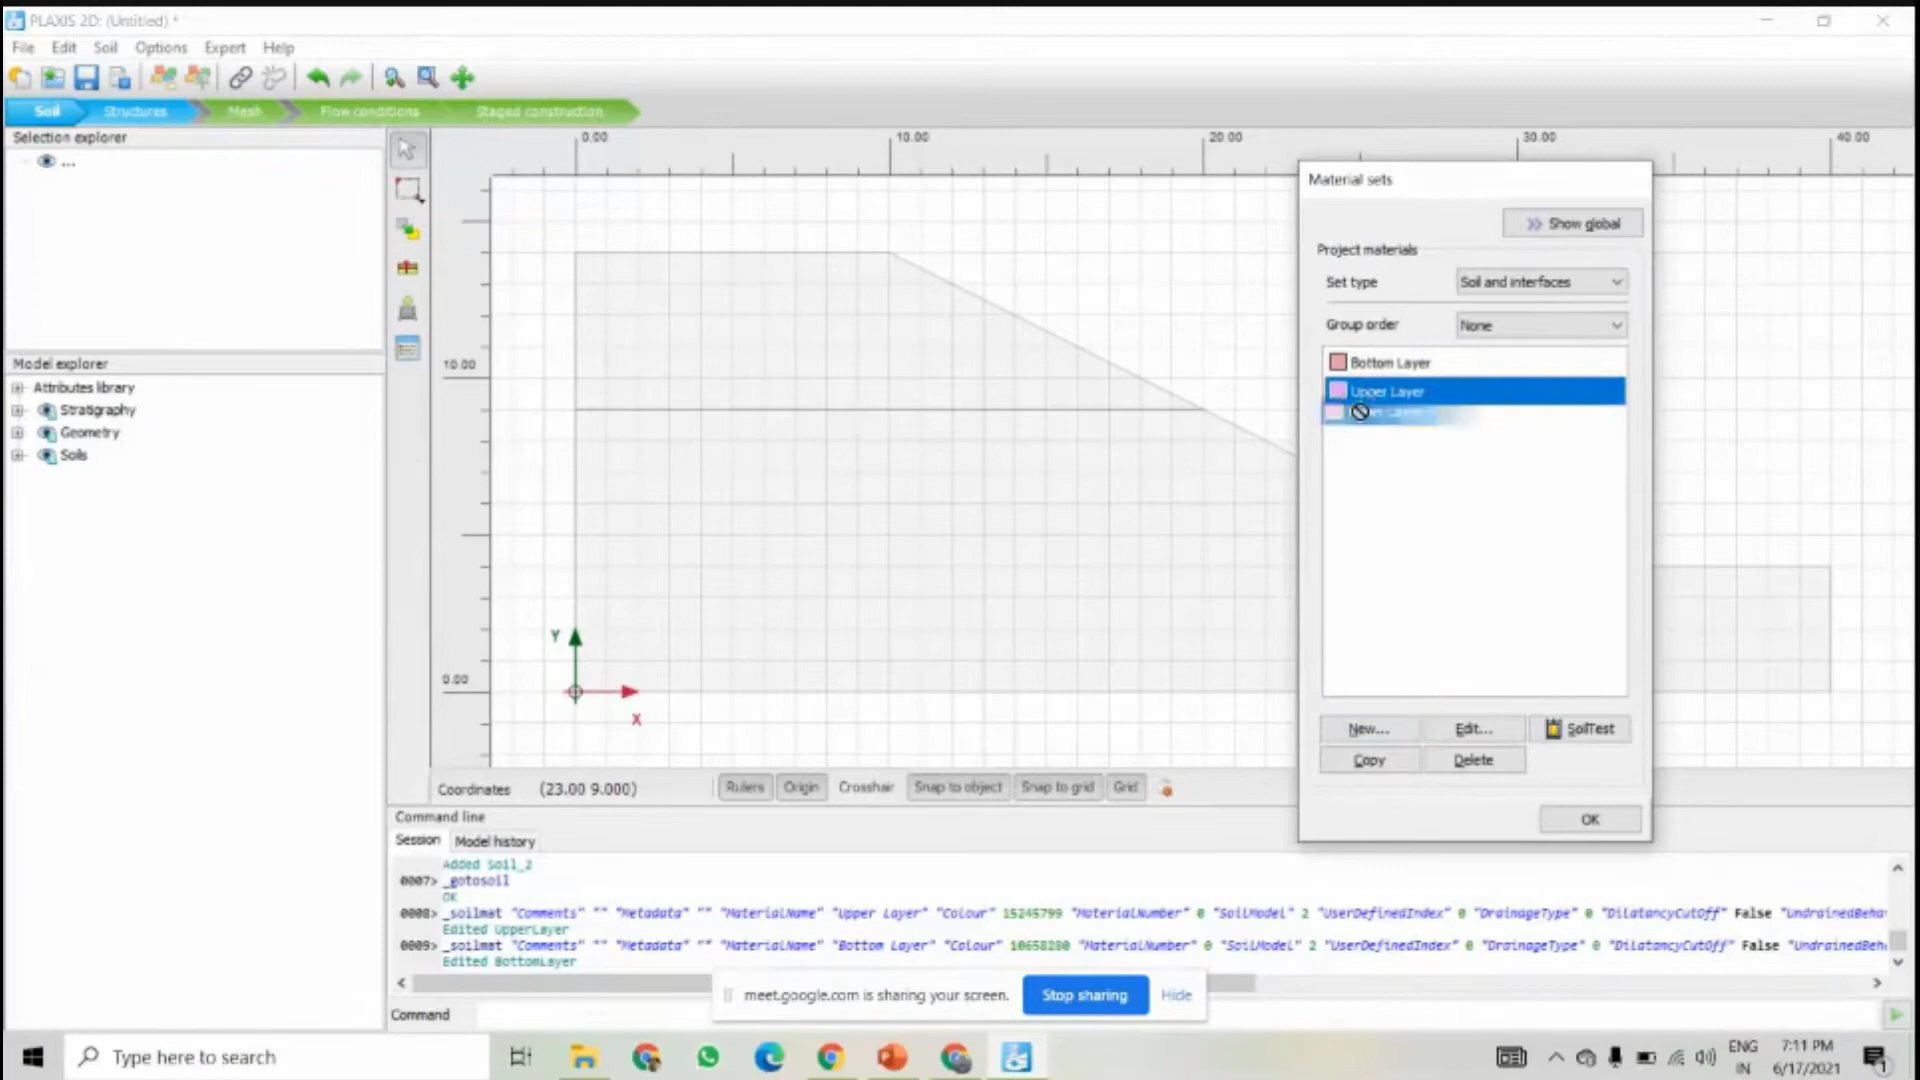 PLAXIS 2D: (Untitled) *
File Edit Soil Options Expert Help
Soil Structures Mesh Flow conditions Staged construction
Selection explorer
...
Model explorer
Attributes library
Stratigraphy
Geometry
Soils
0.00 10.00 20.00 30.00 40.00
10.00
0.00
Y
X
Material sets
Show global
Project materials
Set type Soil and interfaces
Group order None
Bottom Layer
Upper Layer
New... Edit... SoilTest
Copy Delete
OK
Coordinates (23.00 9.000) Rulers Origin Crosshair Snap to object Snap to grid Grid
Command line
Session Model history
Added Soil_2
0007> _gotosoil
OK
0008> _soilmat "Comments" "" "Metadata" "" "MaterialName" "Upper Layer" "Colour" 15245799 "MaterialNumber" 0 "SoilModel" 2 "UserDefinedIndex" 0 "DrainageType" 0 "DilatancyCutOff" False "UndrainedBehav
Edited UpperLayer
0009> _soilmat "Comments" "" "Metadata" "" "MaterialName" "Bottom Layer" "Colour" 10658280 "MaterialNumber" 0 "SoilModel" 2 "UserDefinedIndex" 0 "DrainageType" 0 "DilatancyCutOff" False "UndrainedBeh
Edited BottomLayer
meet.google.com is sharing your screen. Stop sharing Hide
Command
Type here to search
ENG
IN
7:11 PM
6/17/2021
1